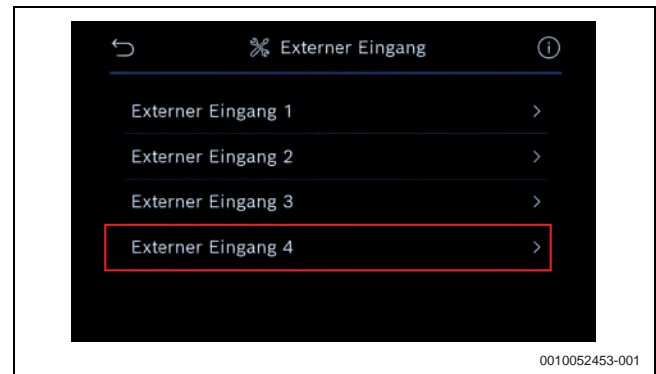 Externer Eingang
Externer Eingang 1
Externer Eingang 2
Externer Eingang 3
Externer Eingang 4
0010052453-001